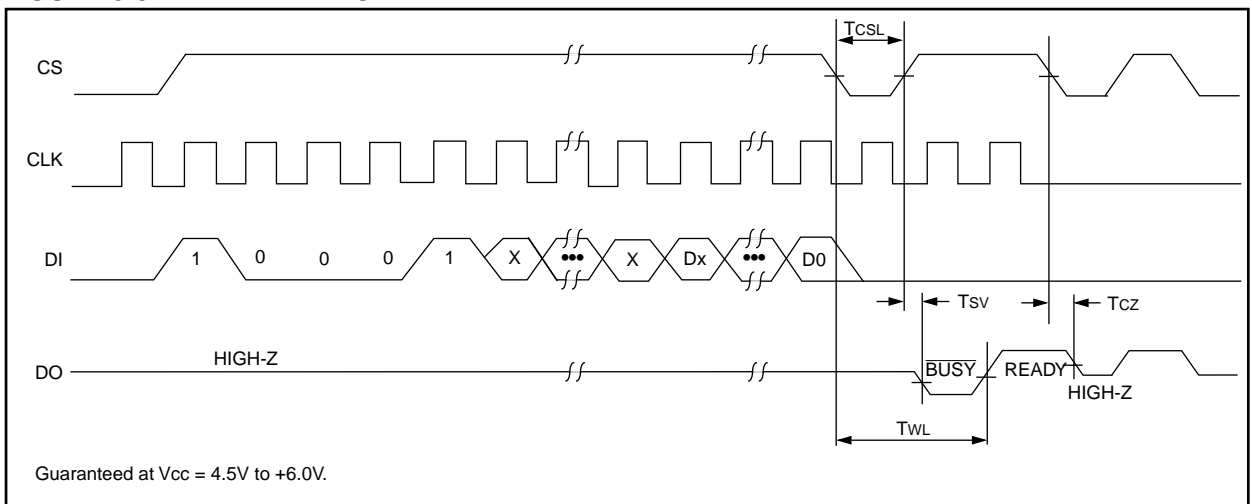 TCSL
CS
CLK
DI
1 0 0 0 1 X ••• X Dx ••• D0
TSV
TCZ
DO
HIGH-Z
BUSY
READY
HIGH-Z
TWL
Guaranteed at Vcc = 4.5V to +6.0V.